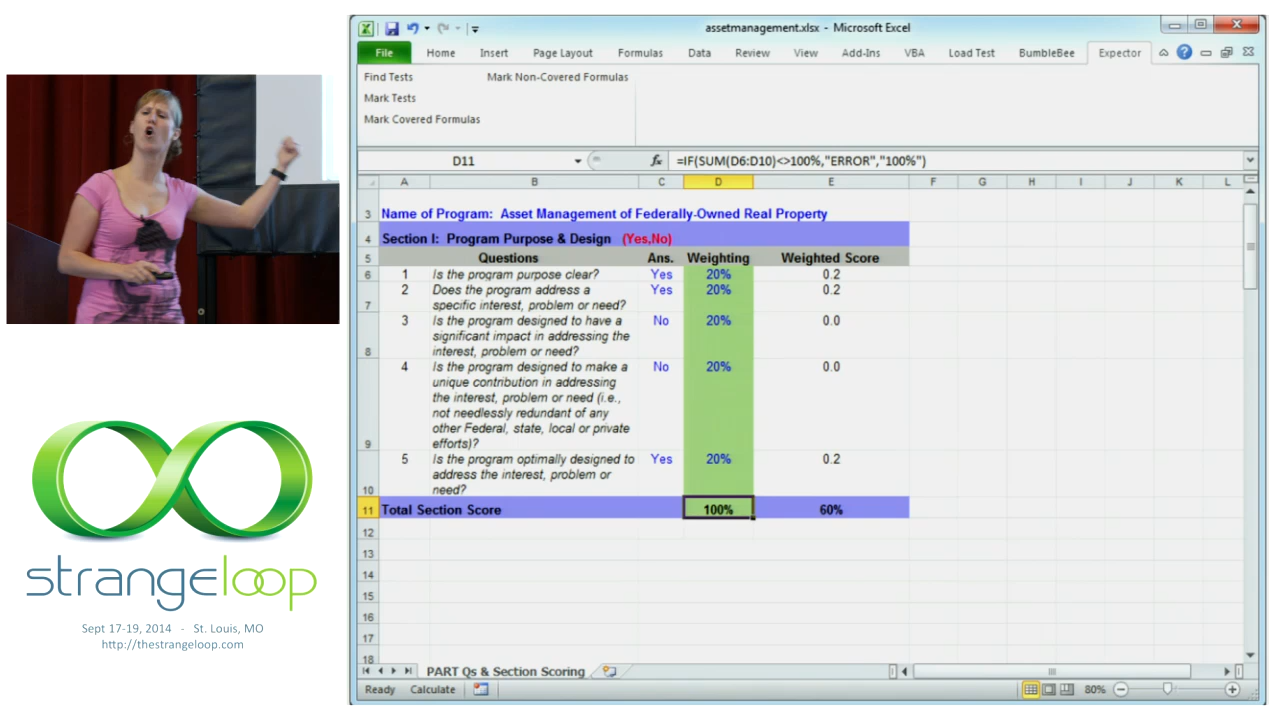 assetmanagement.xlsx - Microsoft Excel
File Home Insert Page Layout Formulas Data Review View Add-Ins VBA Load Test BumbleBee Expector
Find Tests Mark Non-Covered Formulas
Mark Tests
Mark Covered Formulas
D11 fx =IF(SUM(D6:D10)<>100%,"ERROR","100%")
A B C D E F G H I J K L
3 Name of Program: Asset Management of Federally-Owned Real Property
4 Section I: Program Purpose & Design (Yes,No)
5 Questions Ans. Weighting Weighted Score
6 1 Is the program purpose clear? Yes 20% 0.2
2 Does the program address a Yes 20% 0.2
7 specific interest, problem or need?
3 Is the program designed to have a No 20% 0.0
significant impact in addressing the
8 interest, problem or need?
4 Is the program designed to make a No 20% 0.0
unique contribution in addressing
the interest, problem or need (i.e.,
not needlessly redundant of any
other Federal, state, local or private
9 efforts)?
5 Is the program optimally designed to Yes 20% 0.2
address the interest, problem or
10 need?
11 Total Section Score 100% 60%
12
13
14
15
16
17
18
PART Qs & Section Scoring
Ready Calculate 80%
strangeloop
Sept 17-19, 2014 - St. Louis, MO
http://thestrangeloop.com